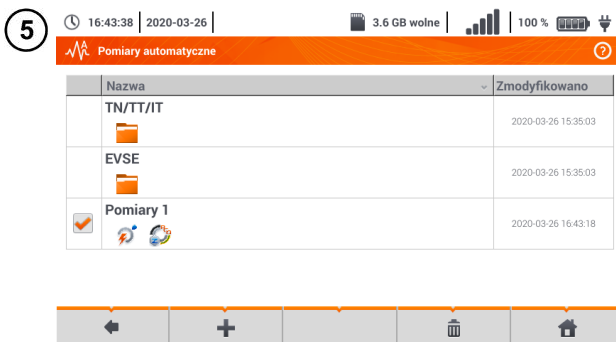 5
16:43:38 2020-03-26 3.6 GB wolne 100 %
Pomiary automatyczne ?
Nazwa Zmodyfikowano
TN/TT/IT
2020-03-26 15:35:03
EVSE
2020-03-26 15:35:03
Pomiary 1
2020-03-26 16:43:18